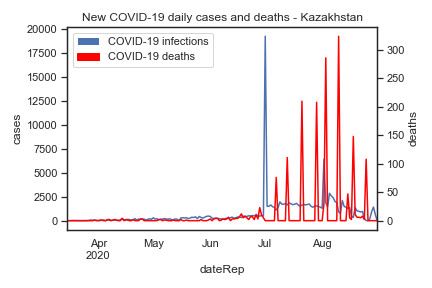 New COVID-19 daily cases and deaths - Kazakhstan
COVID-19 infections
COVID-19 deaths
20000
17500
15000
12500
10000
7500
5000
2500
0
cases
300
250
200
150
100
50
0
deaths
Apr
2020
May
Jun
Jul
Aug
dateRep